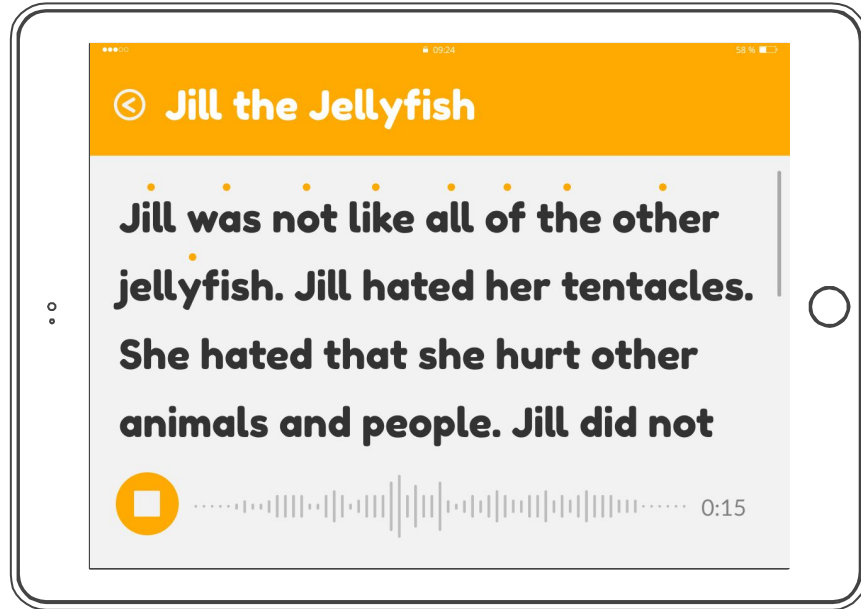 09:24
58 %
Jill the Jellyfish
Jill was not like all of the other
jellyfish. Jill hated her tentacles.
She hated that she hurt other
animals and people. Jill did not
0:15